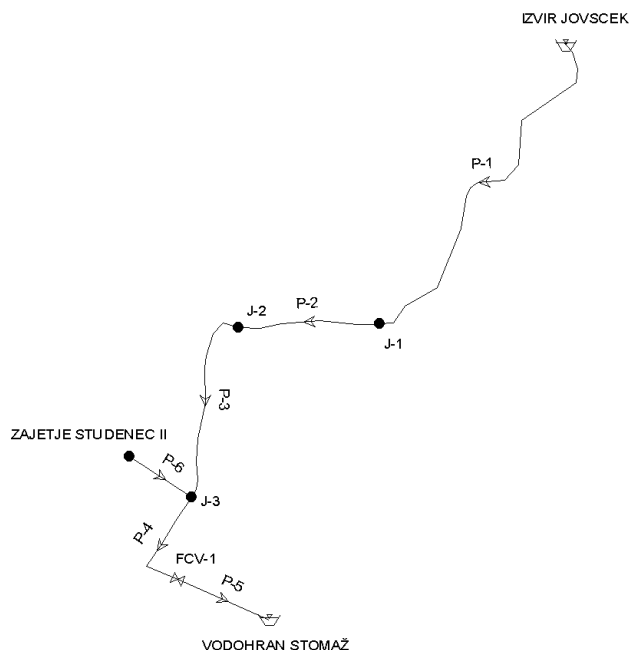 IZVIR JOVSCEK
P-1
J-2
P-2
J-1
P-3
ZAJETJE STUDENEC II
P-6
J-3
P-4
FCV-1
P-5
VODOHRAN STOMAŽ